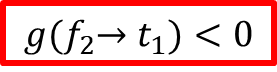 g(f₂→ t₁) < 0